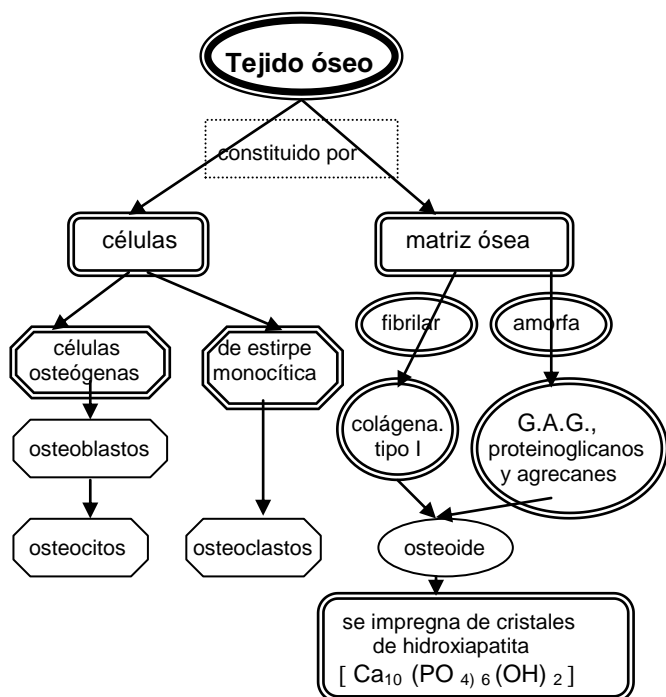 Tejido óseo
constituido por
células
matriz ósea
fibrilar
amorfa
células
osteógenas
de estirpe
monocítica
colágena.
tipo I
G.A.G.,
proteinoglicanos
y agrecanes
osteoblastos
osteocitos
osteoclastos
osteoide
se impregna de cristales
de hidroxiapatita
[ Ca₁₀ (PO ₄₎ ₆ (OH) ₂ ]